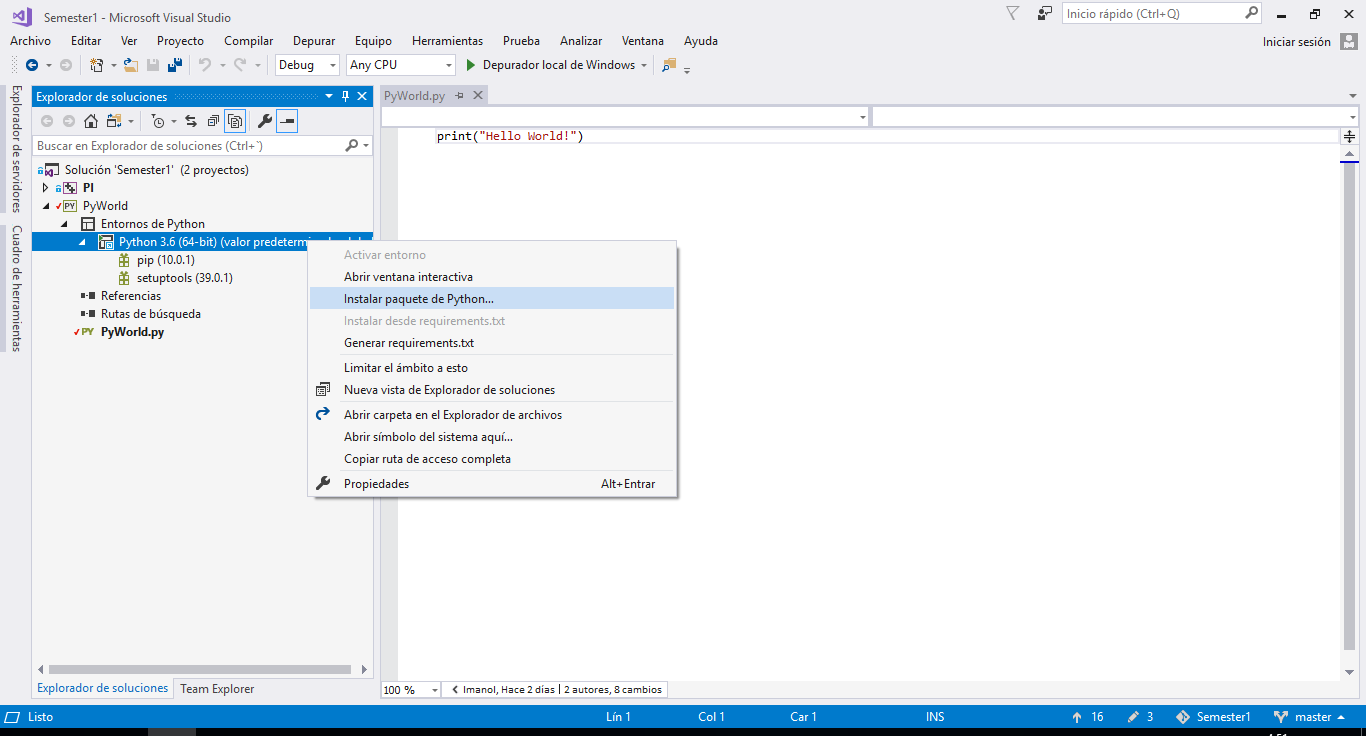 Semester1 - Microsoft Visual Studio
Inicio rápido (Ctrl+Q)
Archivo Editar Ver Proyecto Compilar Depurar Equipo Herramientas Prueba Analizar Ventana Ayuda
Iniciar sesión
Debug Any CPU Depurador local de Windows
Explorador de servidores
Cuadro de herramientas
Explorador de soluciones
Buscar en Explorador de soluciones (Ctrl+`)
Solución 'Semester1' (2 proyectos)
PI
PY PyWorld
Entornos de Python
Python 3.6 (64-bit) (valor
pip (10.0.1)
setuptools (39.0.1)
Referencias
Rutas de búsqueda
PY PyWorld.py
Explorador de soluciones Team Explorer
Activar entorno
Abrir ventana interactiva
Instalar paquete de Python...
Instalar desde requirements.txt
Generar requirements.txt
Limitar el ámbito a esto
Nueva vista de Explorador de soluciones
Abrir carpeta en el Explorador de archivos
Abrir símbolo del sistema aquí...
Copiar ruta de acceso completa
Propiedades Alt+Entrar
PyWorld.py
print("Hello World!")
100 % Imanol, Hace 2 días | 2 autores, 8 cambios
Listo Lín 1 Col 1 Car 1 INS 16 3 Semester1 master